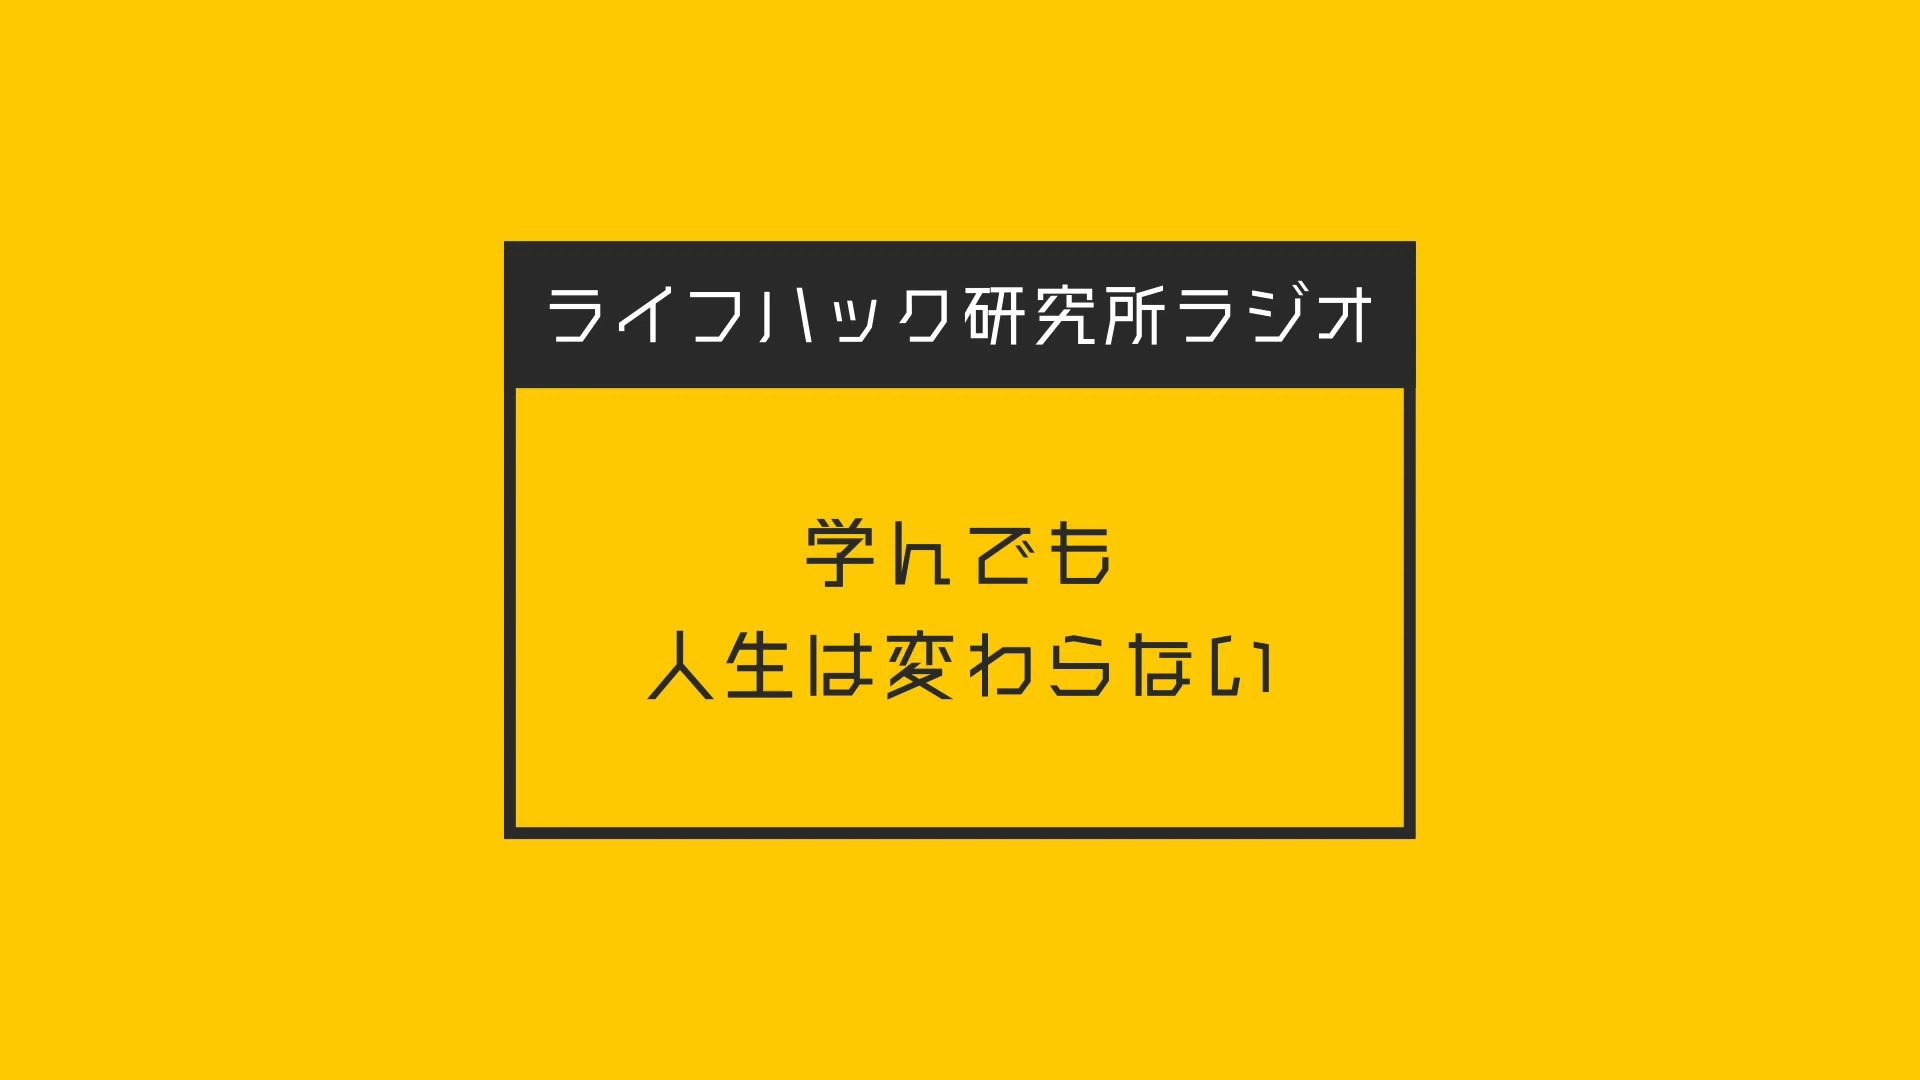 ライフハック研究所ラジオ
学んでも
人生は変わらない